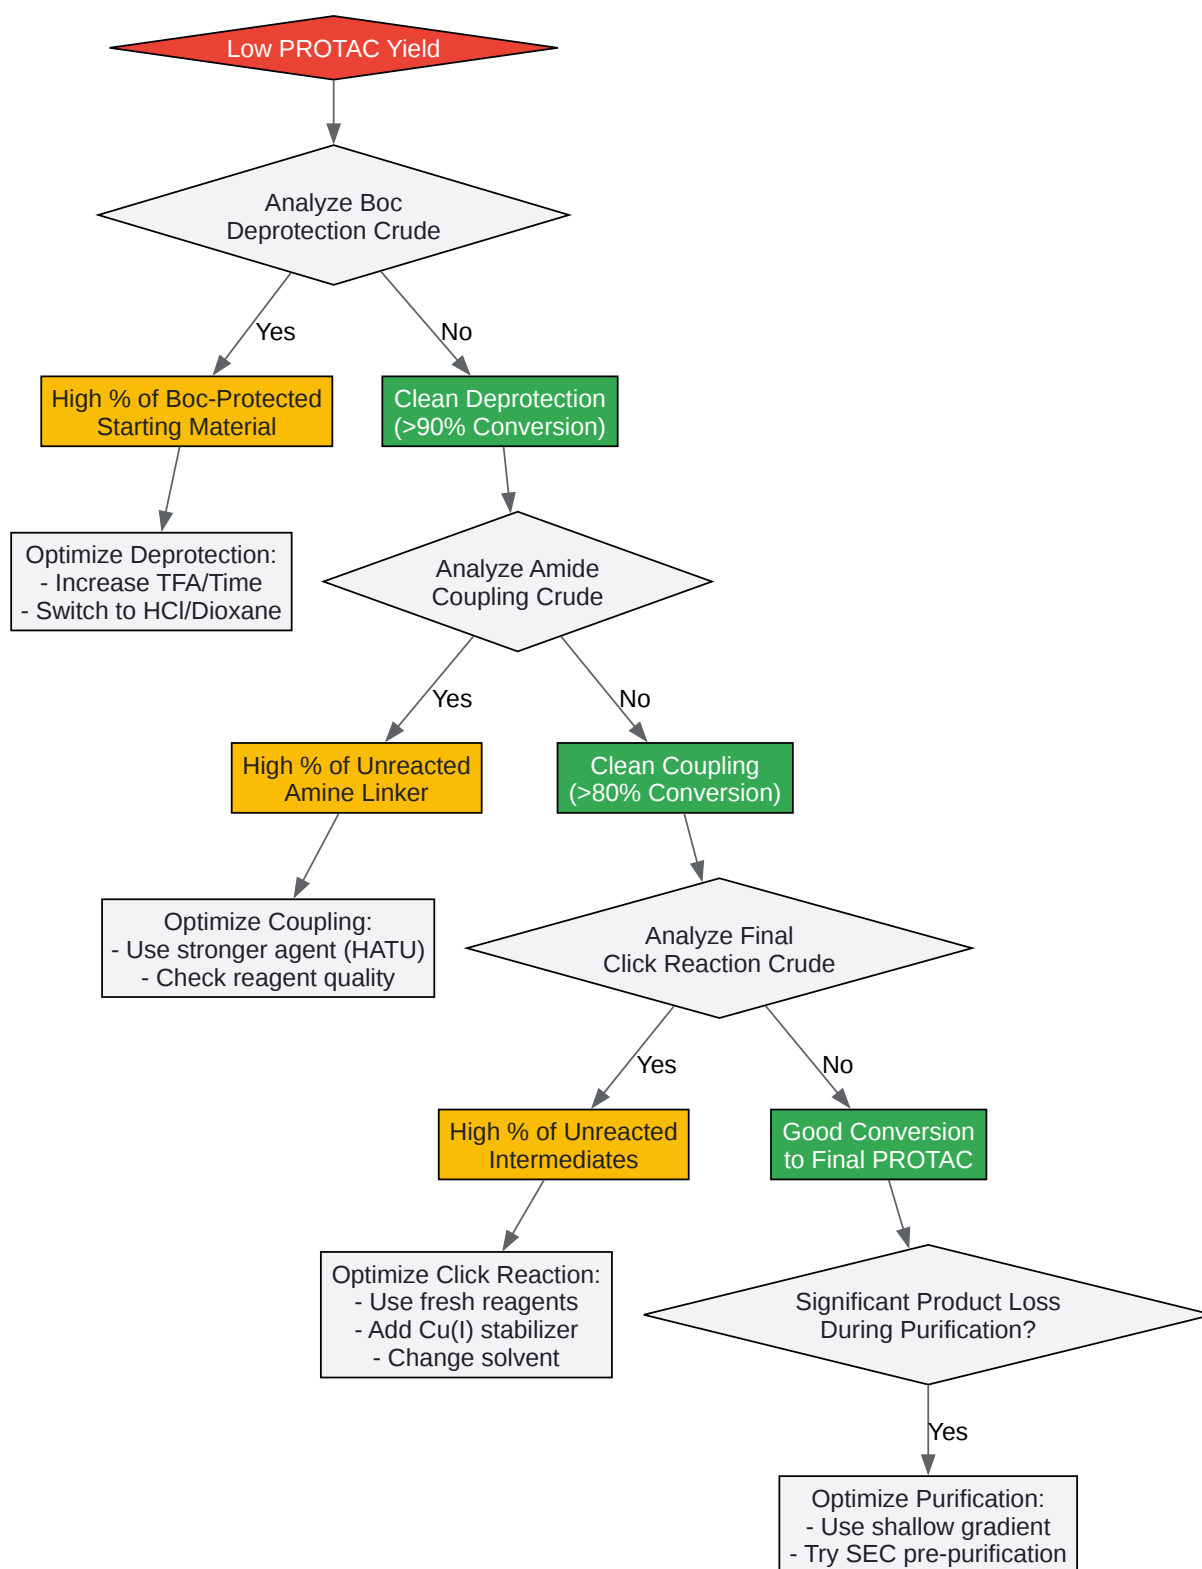 Low PROTAC Yield
Analyze Boc
Deprotection Crude
Yes
No
High % of Boc-Protected
Starting Material
Clean Deprotection
(>90% Conversion)
Optimize Deprotection:
- Increase TFA/Time
- Switch to HCl/Dioxane
Analyze Amide
Coupling Crude
Yes
No
High % of Unreacted
Amine Linker
Clean Coupling
(>80% Conversion)
Optimize Coupling:
- Use stronger agent (HATU)
- Check reagent quality
Analyze Final
Click Reaction Crude
Yes
No
High % of Unreacted
Intermediates
Good Conversion
to Final PROTAC
Optimize Click Reaction:
- Use fresh reagents
- Add Cu(I) stabilizer
- Change solvent
Significant Product Loss
During Purification?
Yes
Optimize Purification:
- Use shallow gradient
- Try SEC pre-purification